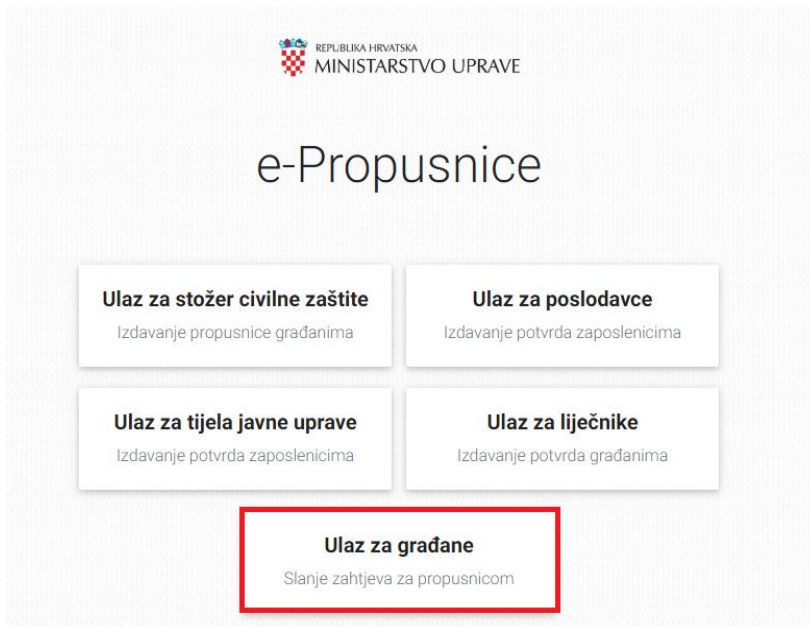 REPUBLIKA HRVATSKA
MINISTARSTVO UPRAVE
e-Propusnice
Ulaz za stožer civilne zaštite
Izdavanje propusnice građanima
Ulaz za poslodavce
Izdavanje potvrda zaposlenicima
Ulaz za tijela javne uprave
Izdavanje potvrda zaposlenicima
Ulaz za liječnike
Izdavanje potvrda građanima
Ulaz za građane
Slanje zahtjeva za propusnicom